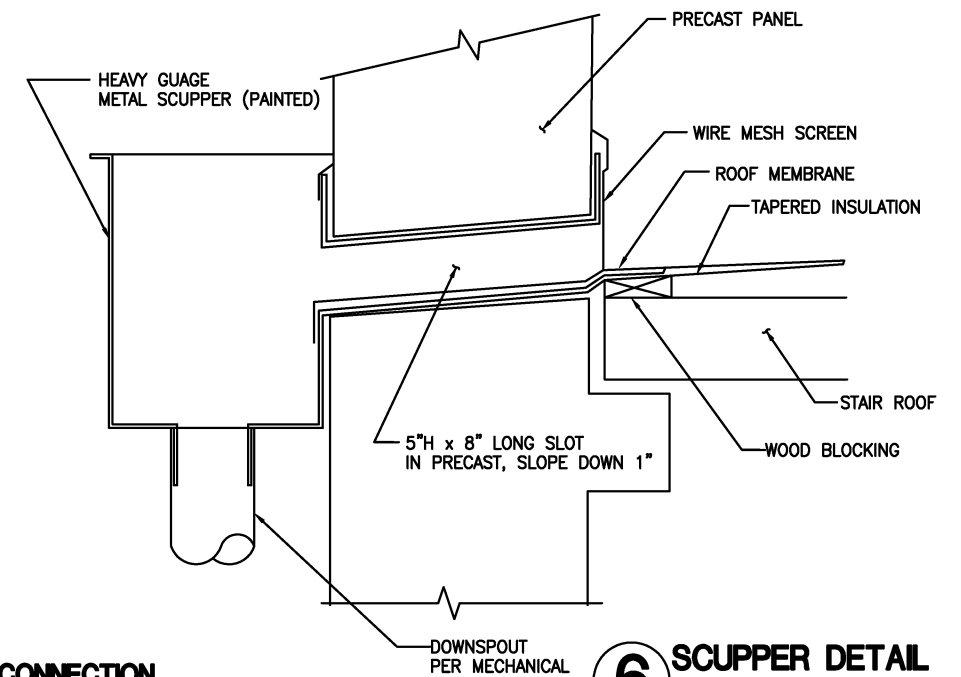 PRECAST PANEL
HEAVY GUAGE
METAL SCUPPER (PAINTED)
WIRE MESH SCREEN
ROOF MEMBRANE
TAPERED INSULATION
STAIR ROOF
5"H x 8" LONG SLOT
IN PRECAST, SLOPE DOWN 1"
WOOD BLOCKING
DOWNSPOUT
PER MECHANICAL
CONNECTION
6 SCUPPER DETAIL